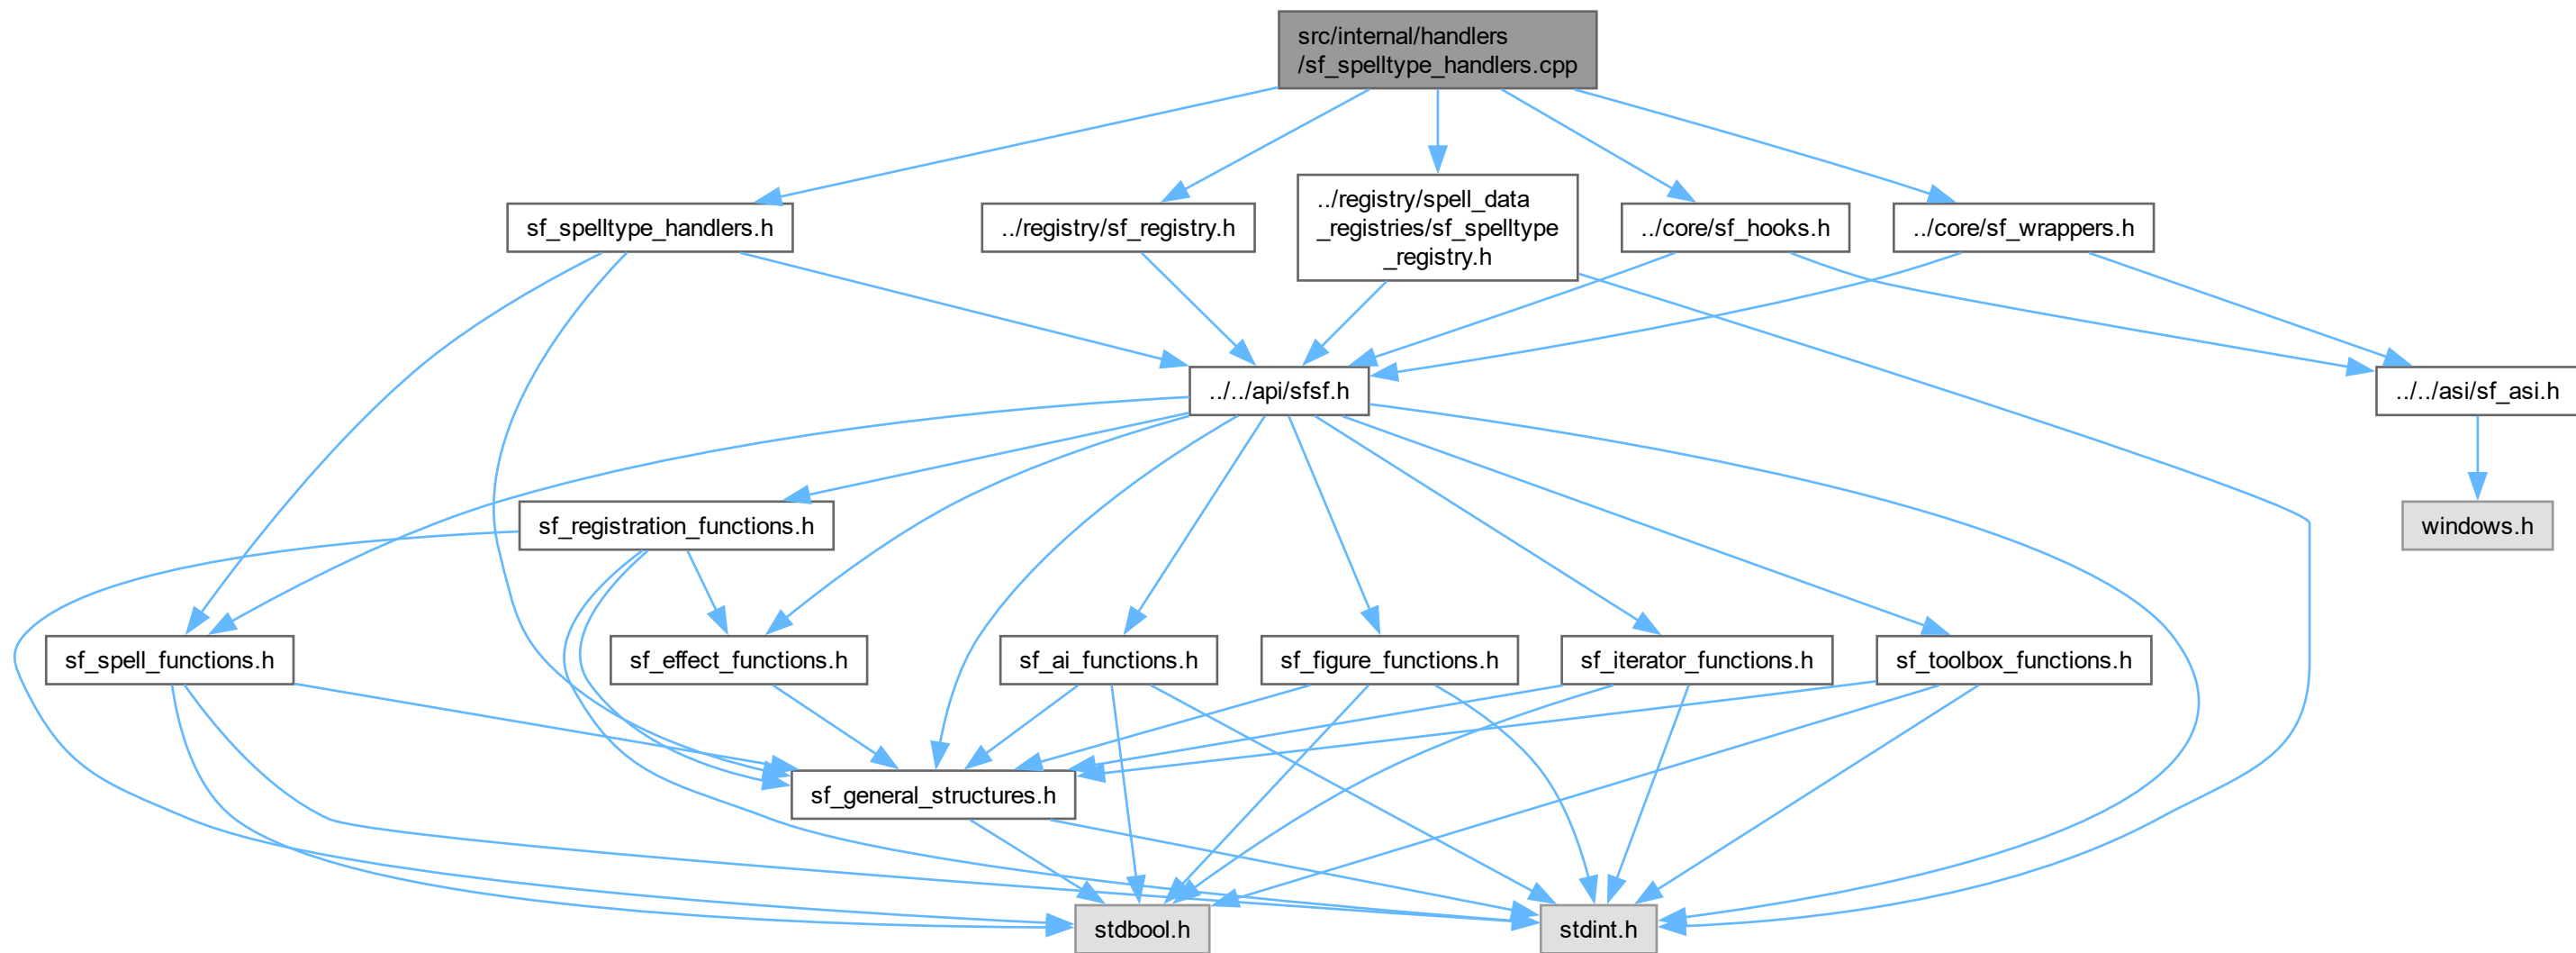 src/internal/handlers
/sf_spelltype_handlers.cpp
sf_spelltype_handlers.h
../registry/sf_registry.h
../registry/spell_data
_registries/sf_spelltype
_registry.h
../core/sf_hooks.h
../core/sf_wrappers.h
../../api/sfsf.h
../../asi/sf_asi.h
sf_registration_functions.h
windows.h
sf_spell_functions.h
sf_effect_functions.h
sf_ai_functions.h
sf_figure_functions.h
sf_iterator_functions.h
sf_toolbox_functions.h
sf_general_structures.h
stdbool.h
stdint.h